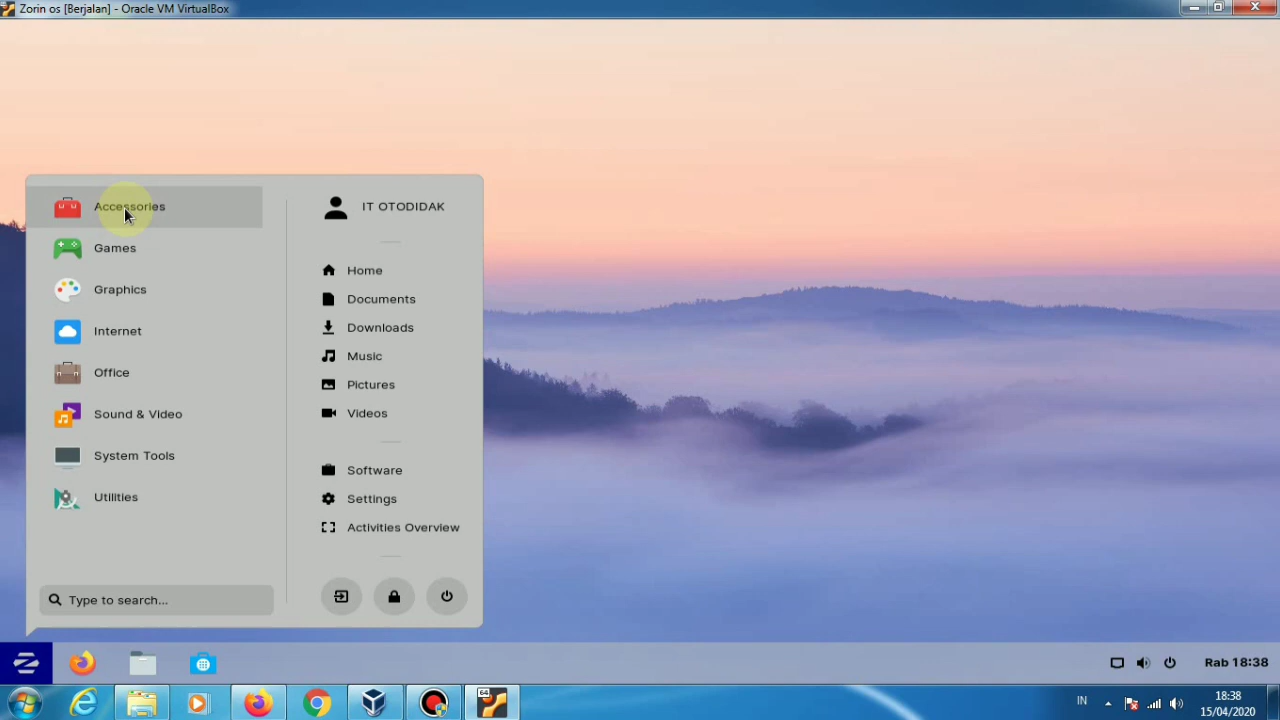 Zorin os [Berjalan] - Oracle VM VirtualBox
Accessories
Games
Graphics
Internet
Office
Sound & Video
System Tools
Utilities
Type to search...
IT OTODIDAK
Home
Documents
Downloads
Music
Pictures
Videos
Software
Settings
Activities Overview
Rab 18:38
64
IN
18:38
15/04/2020